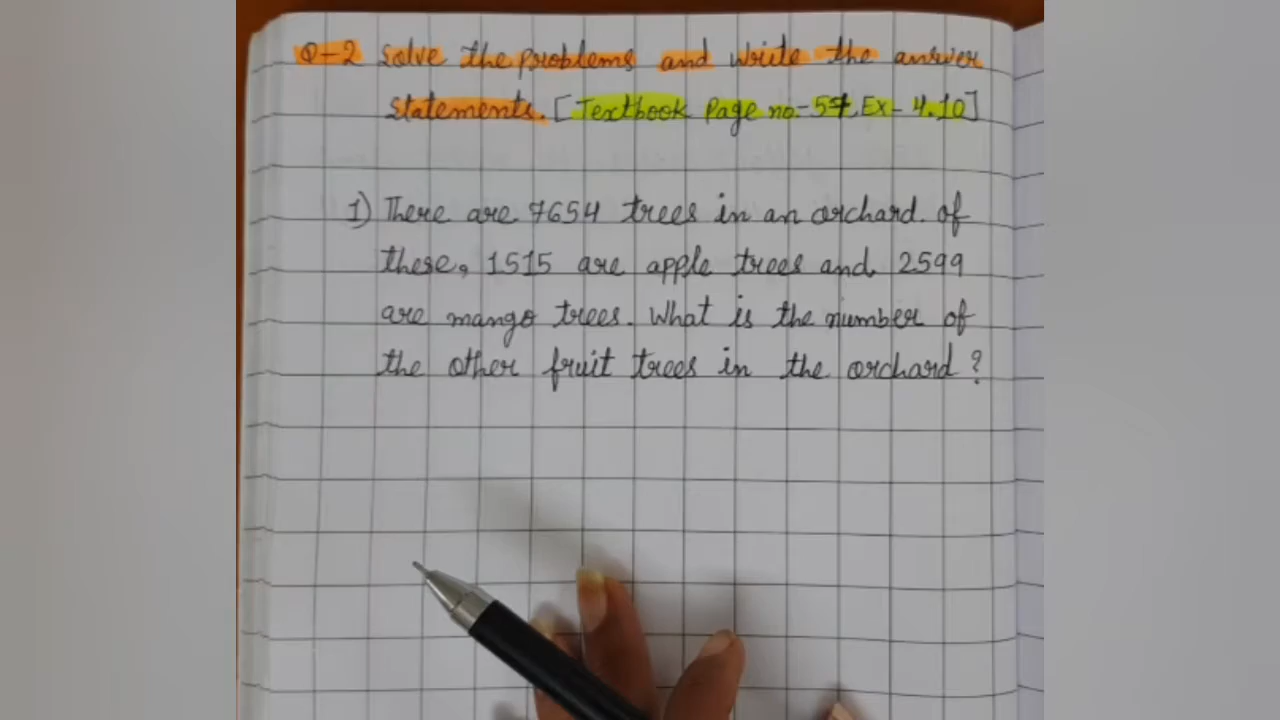 Q-2 Solve the problems and write the answer
statements. [Textbook Page no.-57, Ex- 4.10]
1) There are 7654 trees in an orchard. Of
these, 1515 are apple trees and 2599
are mango trees. What is the number of
the other fruit trees in the orchard?